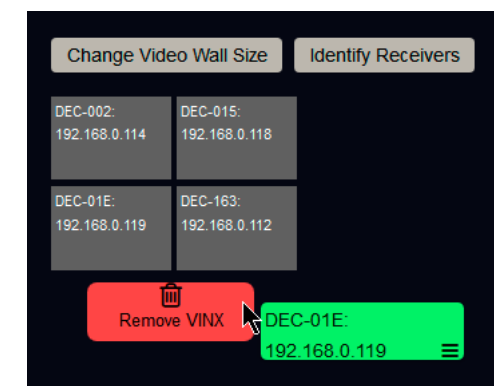 Change Video Wall Size
Identify Receivers
DEC-002:
192.168.0.114
DEC-015:
192.168.0.118
DEC-01E:
192.168.0.119
DEC-163:
192.168.0.112
Remove VINX
DEC-01E:
192.168.0.119